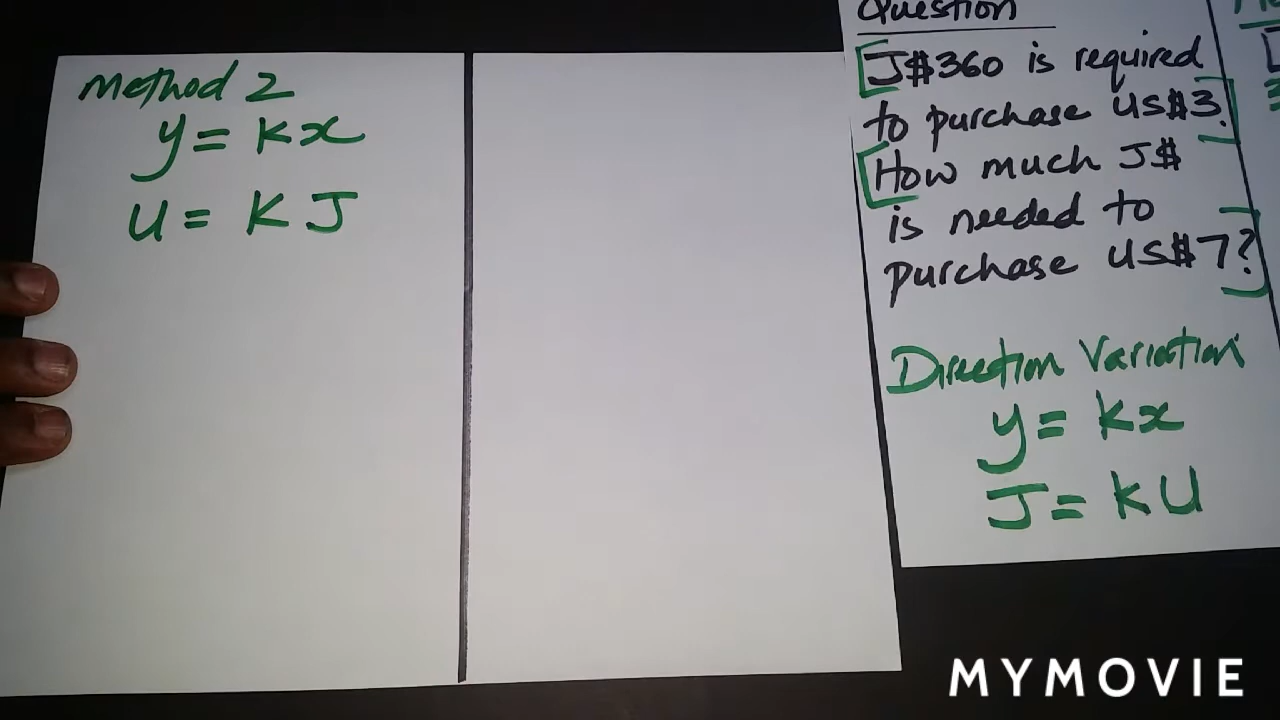 Method 2
y = kx
U = KJ
Question
J$360 is required
to purchase US$3.
How much J$
is needed to
purchase US$7?
Direction Variation
y = kx
J = kU
MYMOVIE